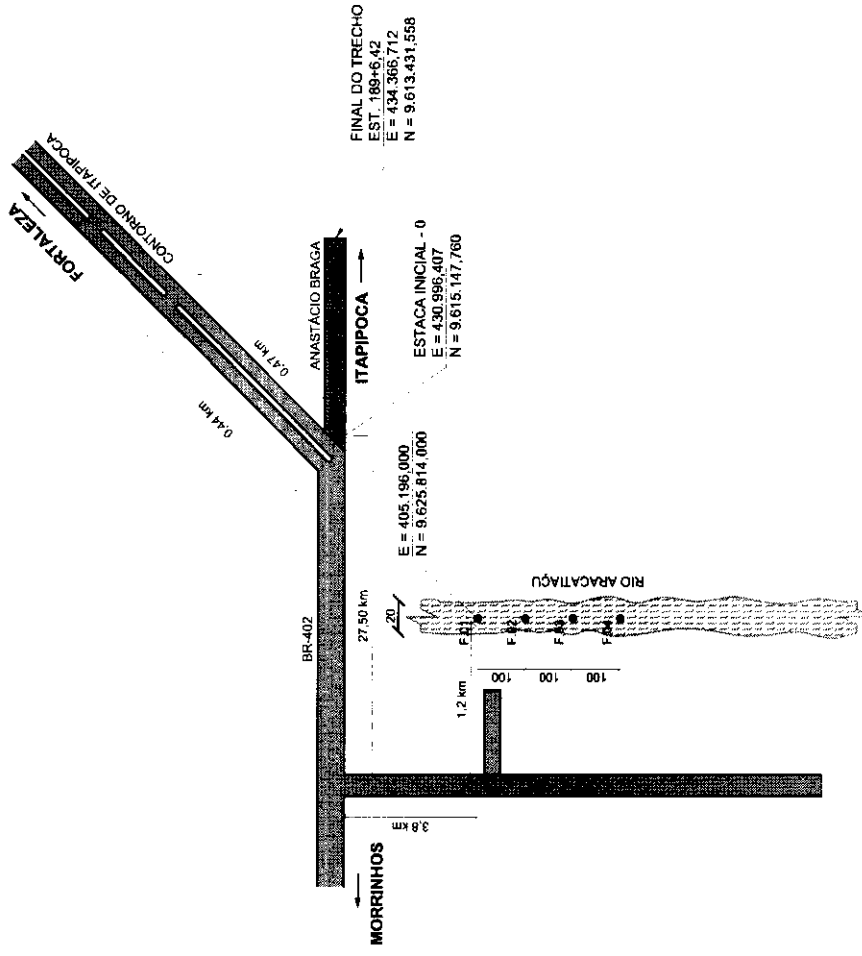 FORTALEZA
CONTORNO DE ITAPIPOCA
0,44 km
0,47 km
ANASTÁCIO BRAGA
ITAPIPOCA
FINAL DO TRECHO
EST. 189+6,42
E = 434.366,712
N = 9.613.431,558
ESTACA INICIAL - 0
E = 430.996,407
N = 9.615.147,760
BR-402
27,50 km
E = 405.196,000
N = 9.625.814,000
MORRINHOS
3,8 km
1,2 km
20
F.01
F.02
F.03
F.04
100
100
100
RIO ARACATIAÇU